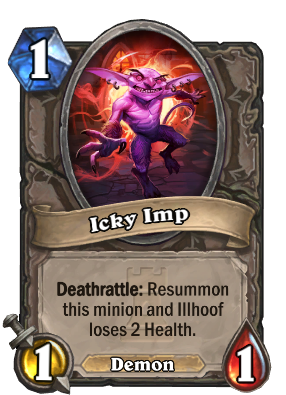 1
Icky Imp
Deathrattle: Resummon
this minion and Illhoof
loses 2 Health.
1
Demon
1